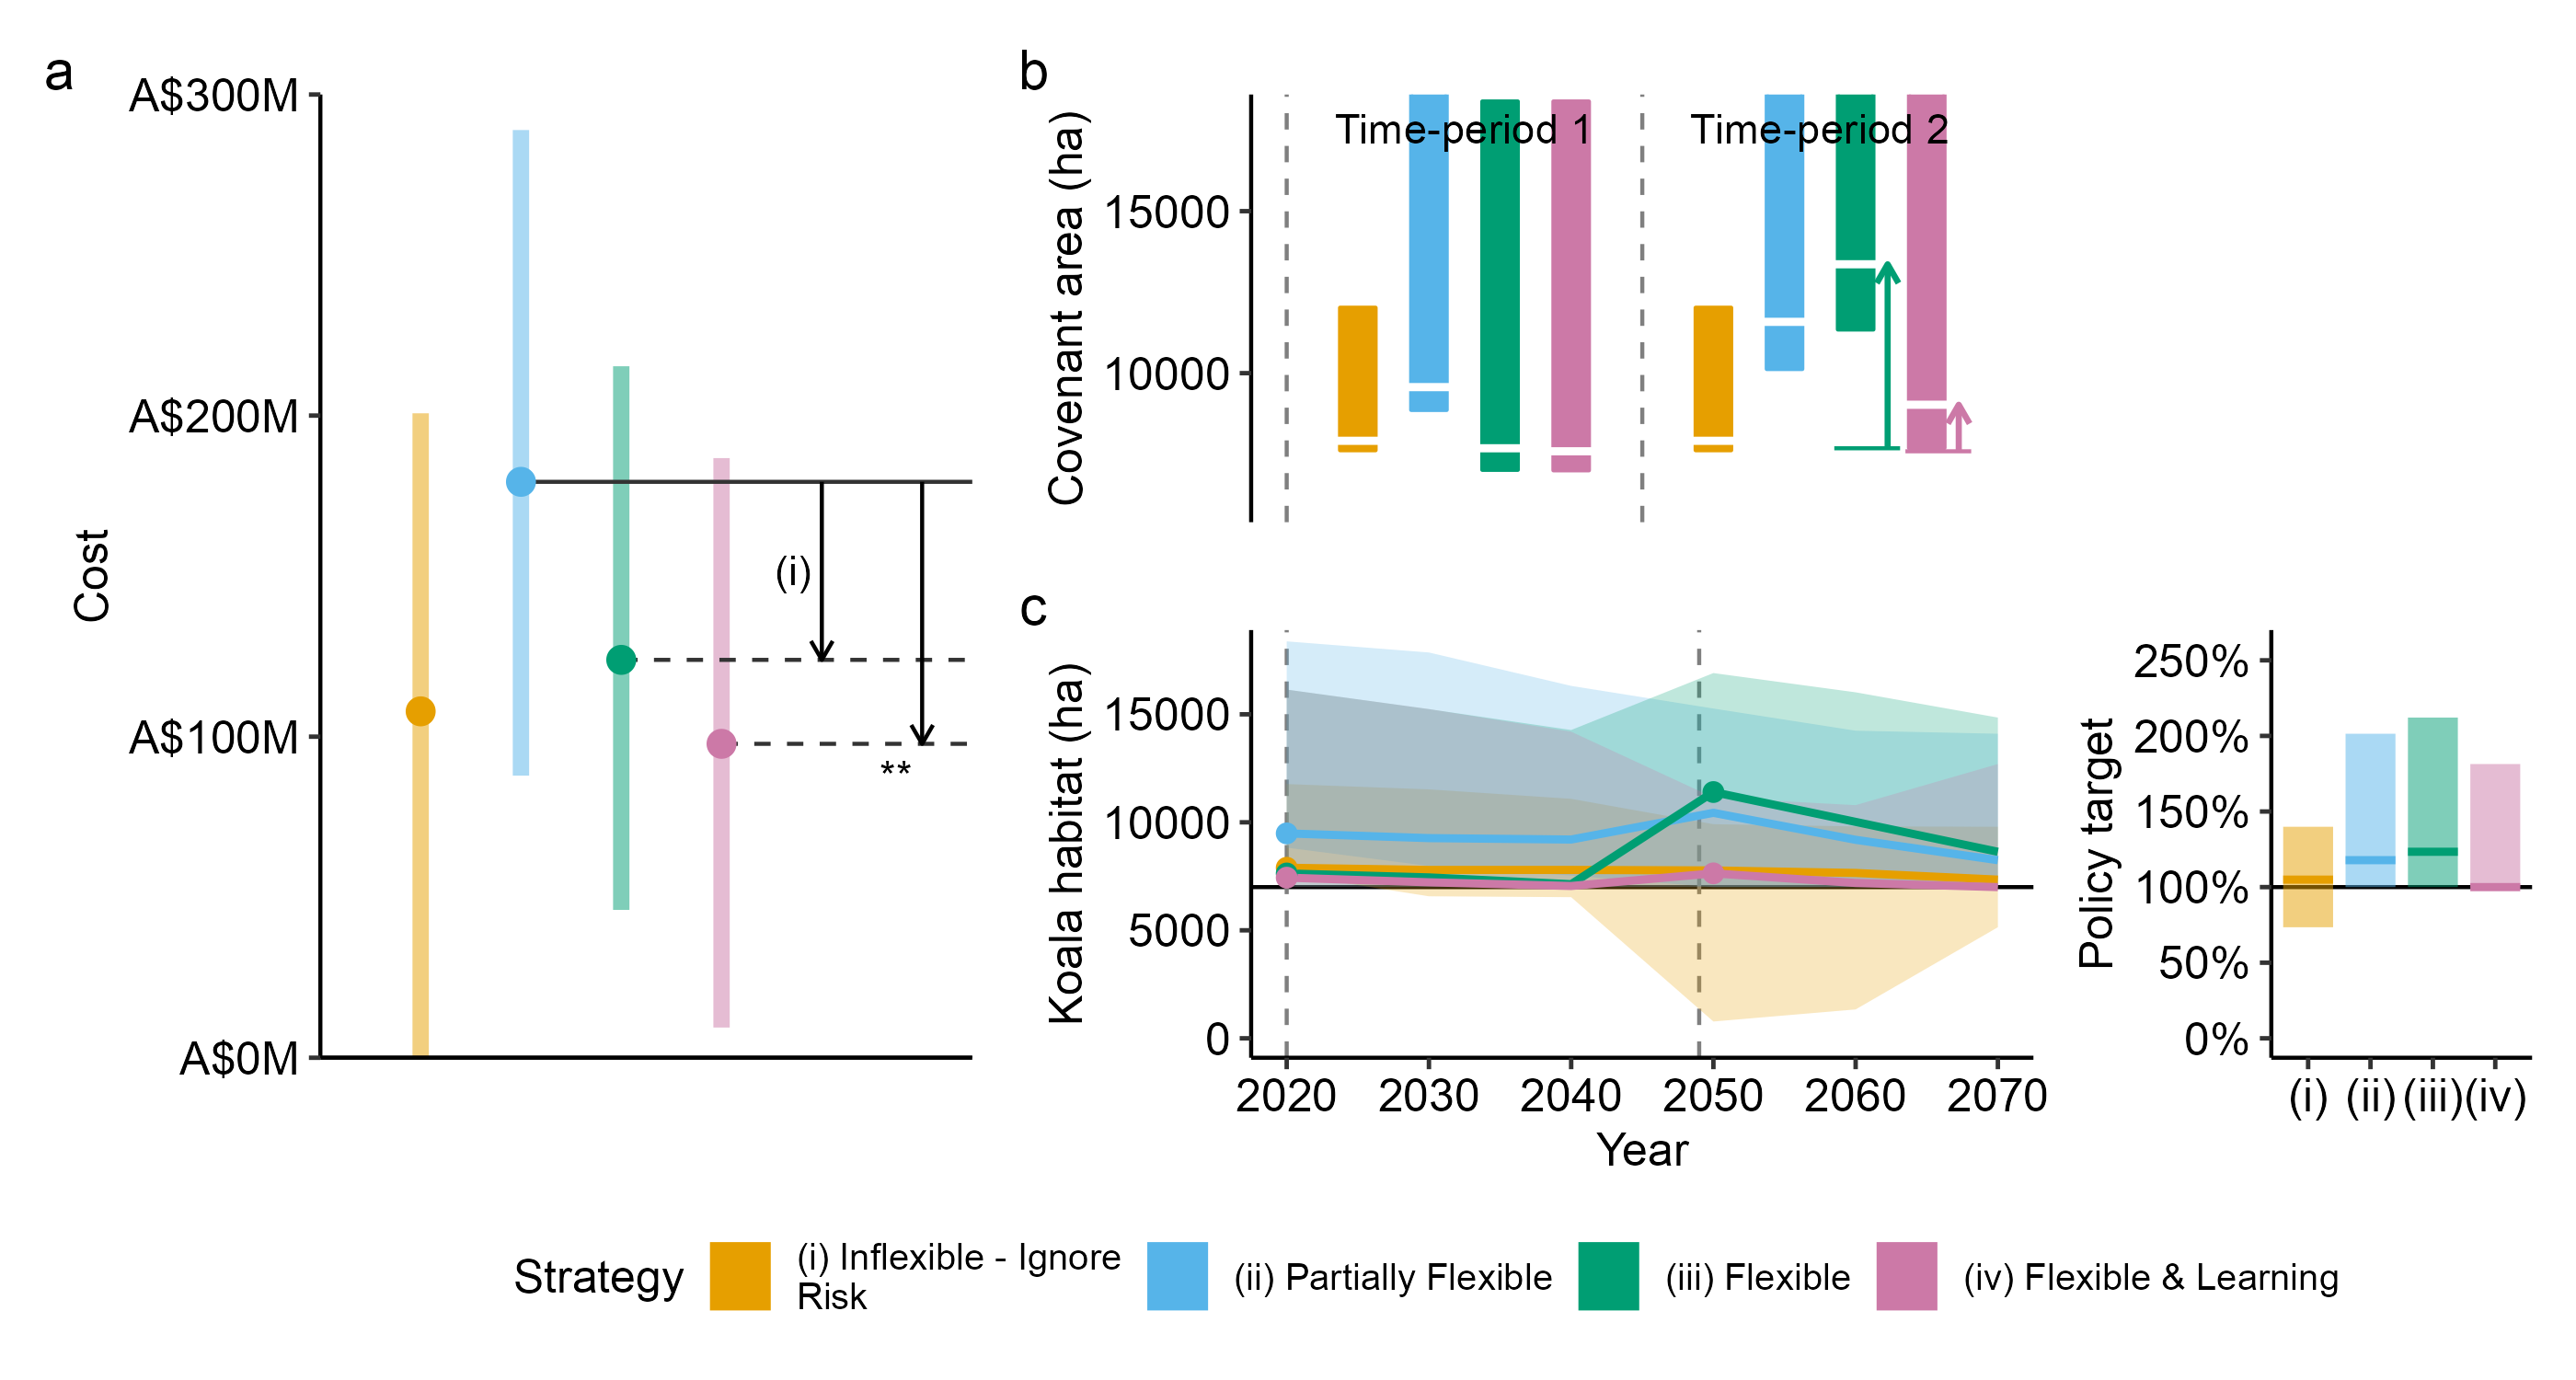 a
A$300M
A$200M
A$100M
A$0M
Cost
(i)
**
b
Covenant area (ha)
15000
10000
Time-period 1
Time-period 2
c
Koala habitat (ha)
15000
10000
5000
0
2020 2030 2040 2050 2060 2070
Year
Policy target
250%
200%
150%
100%
50%
0%
(i) (ii) (iii) (iv)
Strategy
(i) Inflexible - Ignore
Risk
(ii) Partially Flexible
(iii) Flexible
(iv) Flexible & Learning